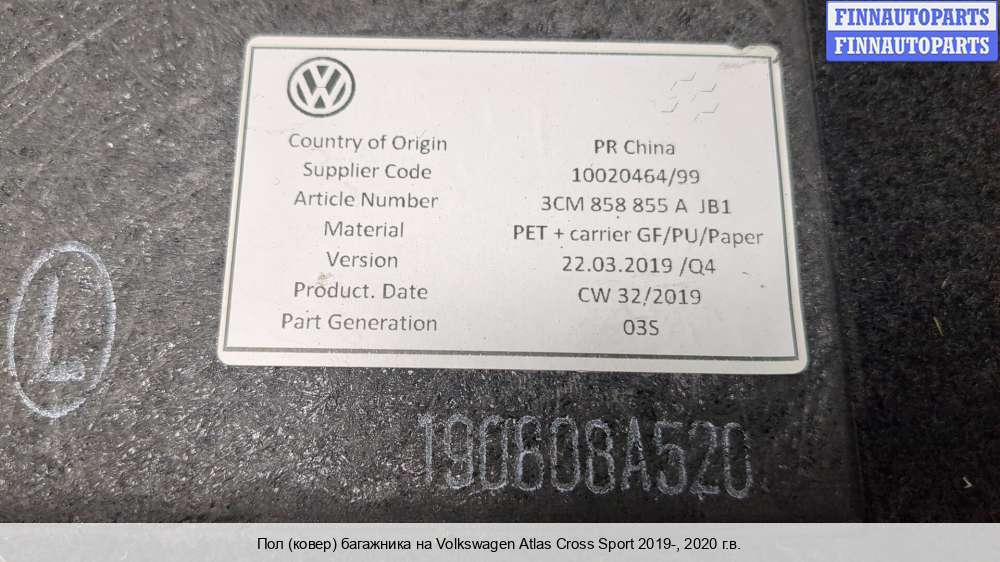 FINNAUTOPARTS
FINNAUTOPARTS
Country of Origin PR China
Supplier Code 10020464/99
Article Number 3CM 858 855 A JB1
Material PET + carrier GF/PU/Paper
Version 22.03.2019 /Q4
Product. Date CW 32/2019
Part Generation 03S
L
190808A520
Пол (ковер) багажника на Volkswagen Atlas Cross Sport 2019-, 2020 г.в.